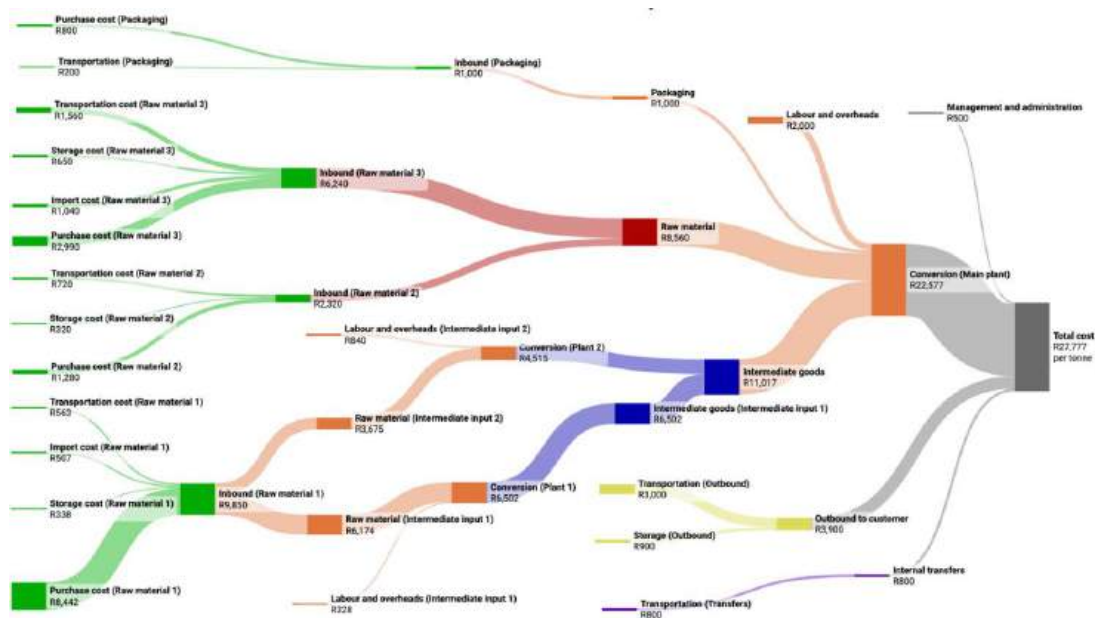 Purchase cost (Packaging)
R800
Transportation (Packaging)
R200
Inbound (Packaging)
R1,000
Packaging
R1,000
Transportation cost (Raw material 3)
R1,560
Labour and overheads
R2,000
Management and administration
R500
Storage cost (Raw material 3)
R650
Inbound (Raw material 3)
R6,240
Import cost (Raw material 3)
R1,040
Purchase cost (Raw material 3)
R2,990
Raw material
R8,560
Transportation cost (Raw material 2)
R720
Inbound (Raw material 2)
R2,320
Conversion (Main plant)
R22,577
Storage cost (Raw material 2)
R320
Labour and overheads (Intermediate input 2)
R840
Conversion (Plant 2)
R4,515
Total cost
R27,777
per tonne
Purchase cost (Raw material 2)
R1,280
Intermediate goods
R11,017
Transportation cost (Raw material 1)
Raw material (Intermediate input 2)
R3,675
Intermediate goods (Intermediate input 1)
R6,502
Import cost (Raw material 1)
Storage cost (Raw material 1)
R338
Inbound (Raw material 1)
R9,850
Conversion (Plant 1)
R6,502
Transportation (Outbound)
R3,000
Raw material (Intermediate input 1)
R6,174
Outbound to customer
R3,900
Storage (Outbound)
R900
Internal transfers
R800
Purchase cost (Raw material 1)
R8,442
Labour and overheads (Intermediate input 1)
R328
Transportation (Transfers)
R800